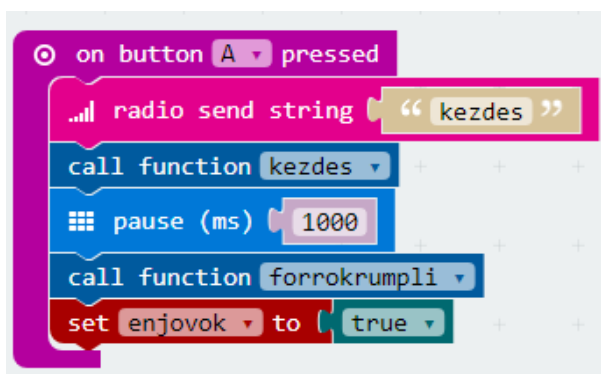 on button A pressed
radio send string “ kezdes ”
call function kezdes
pause (ms) 1000
call function forrokrumpli
set enjovok to true